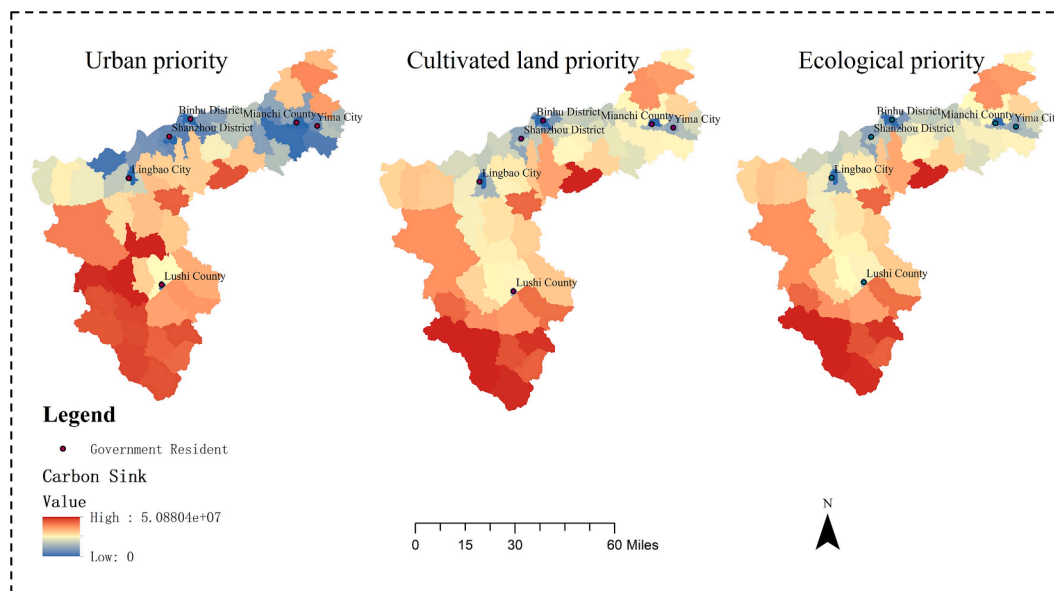 Urban priority
Binhu District
Mianchi County
Yima City
Shanzhou District
Lingbao City
Lushi County
Cultivated land priority
Binhu District
Mianchi County
Yima City
Shanzhou District
Lingbao City
Lushi County
Ecological priority
Binhu District
Mianchi County
Yima City
Shanzhou District
Lingbao City
Lushi County
Legend
Government Resident
Carbon Sink
Value
High : 5.08804e+07
Low: 0
0 15 30 60 Miles
N